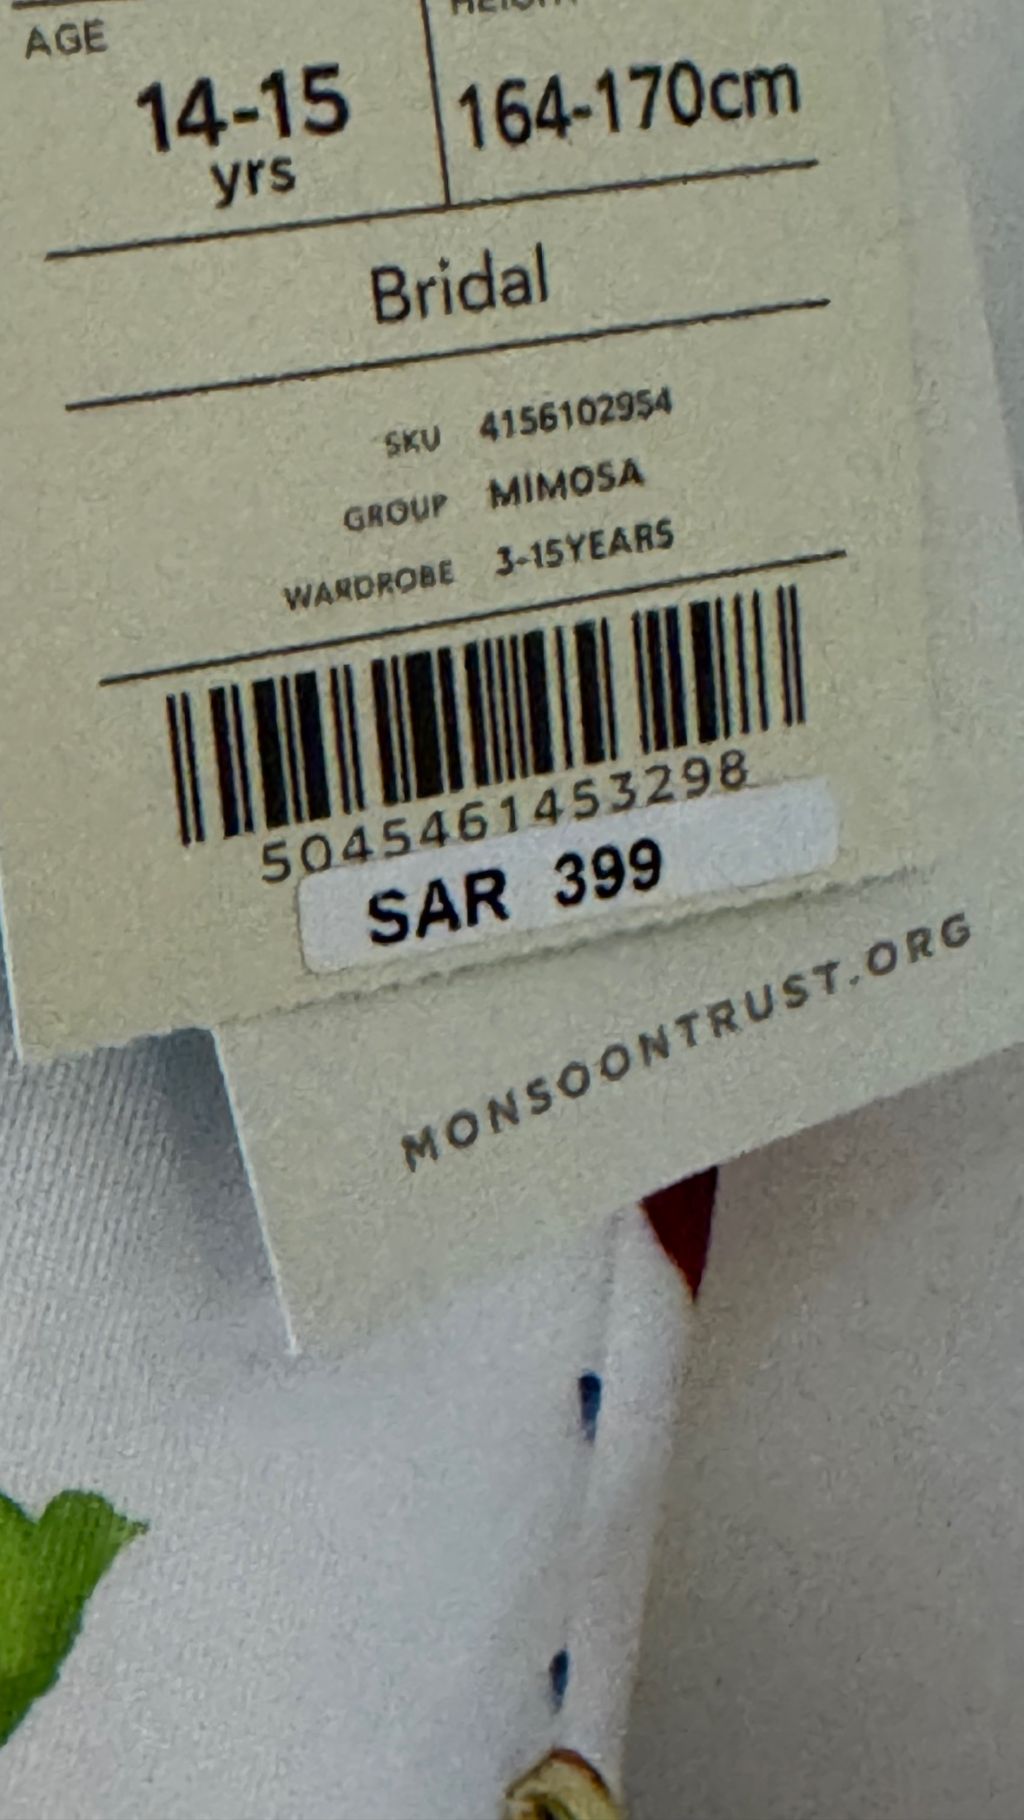 AGE
HEIGHT
14-15
yrs
164-170cm
Bridal
SKU 4156102954
GROUP MIMOSA
WARDROBE 3-15YEARS
5045461453298
SAR 399
MONSOONTRUST.ORG